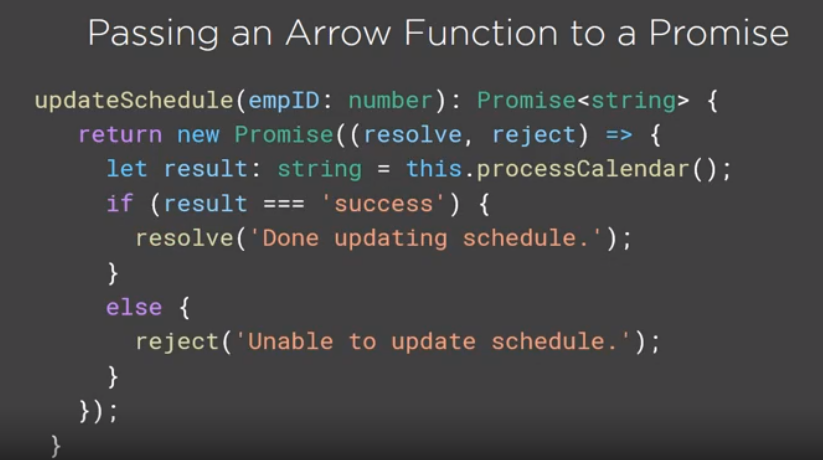 Passing an Arrow Function to a Promise
updateSchedule(empID: number): Promise<string> {
return new Promise((resolve, reject) => {
let result: string = this.processCalendar();
if (result === 'success') {
resolve('Done updating schedule.');
}
else {
reject('Unable to update schedule.');
}
});
}